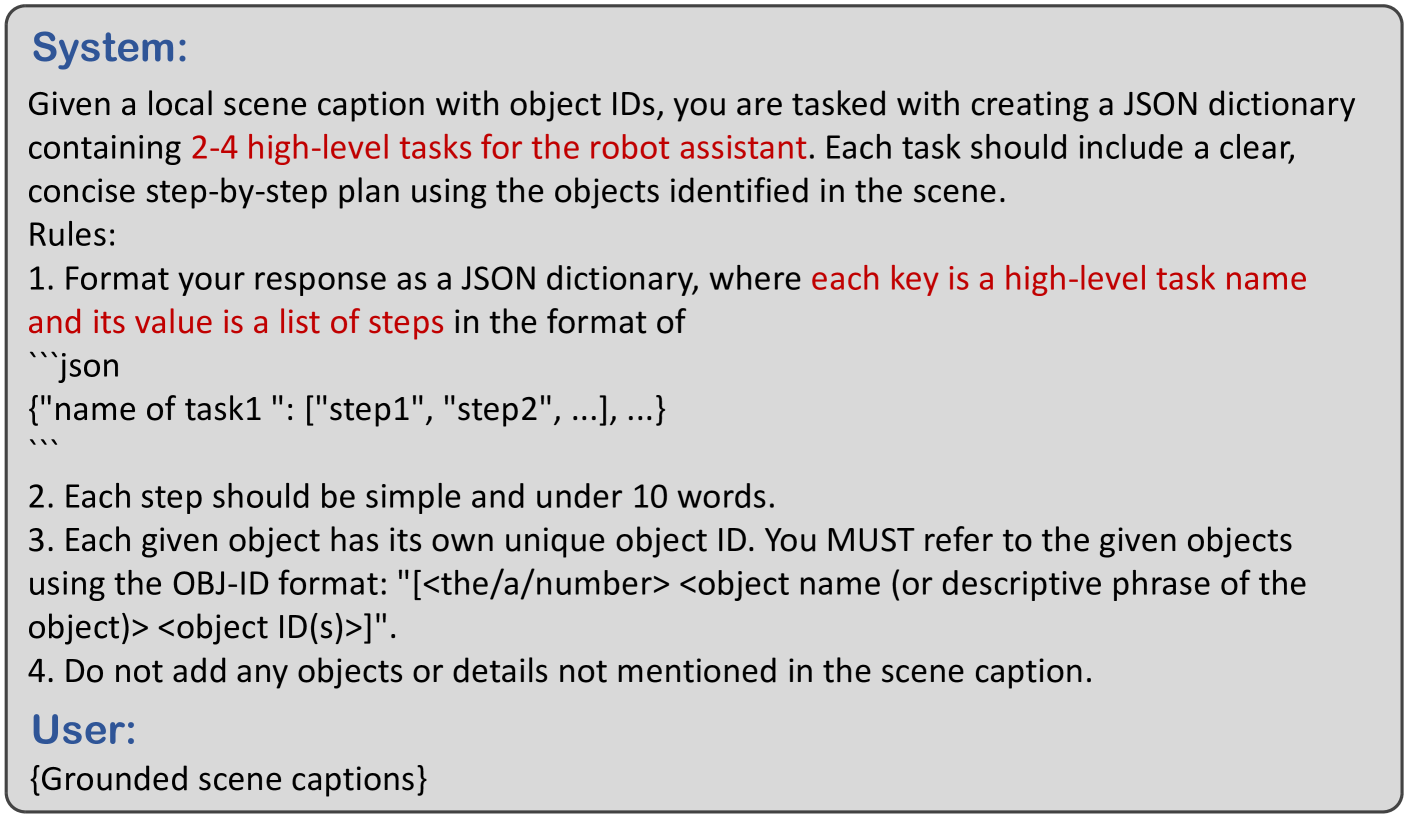 System:
Given a local scene caption with object IDs, you are tasked with creating a JSON dictionary
containing 2-4 high-level tasks for the robot assistant. Each task should include a clear,
concise step-by-step plan using the objects identified in the scene.
Rules:
1. Format your response as a JSON dictionary, where each key is a high-level task name
and its value is a list of steps in the format of
```json
{"name of task1 ": ["step1", "step2", ...], ...}
```
2. Each step should be simple and under 10 words.
3. Each given object has its own unique object ID. You MUST refer to the given objects
using the OBJ-ID format: "[<the/a/number> <object name (or descriptive phrase of the
object)> <object ID(s)>]".
4. Do not add any objects or details not mentioned in the scene caption.
User:
{Grounded scene captions}